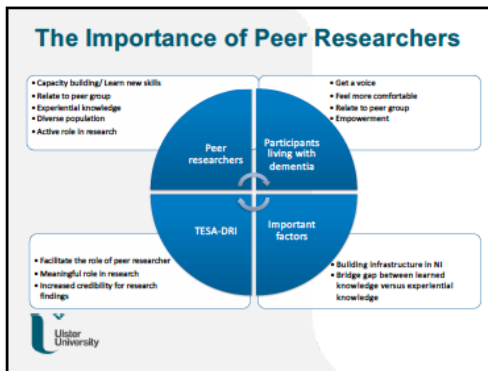 The Importance of Peer Researchers
• Capacity building/ Learn new skills
• Relate to peer group
• Experiential knowledge
• Diverse population
• Active role in research
• Get a voice
• Feel more comfortable
• Relate to peer group
• Empowerment
Peer
researchers
Participants
living with
dementia
TESA-DRI
Important
factors
• Facilitate the role of peer researcher
• Meaningful role in research
• Increased credibility for research
findings
• Building infrastructure in NI
• Bridge gap between learned
knowledge versus experiential
knowledge
Ulster
University